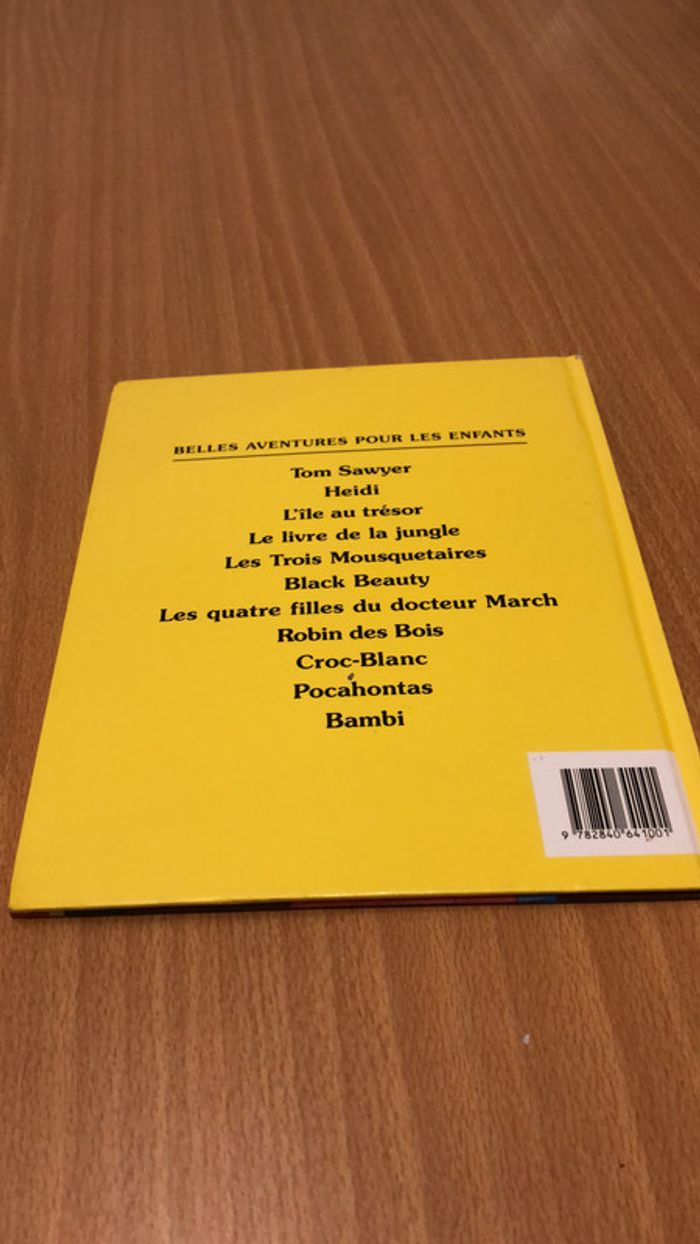 BELLES AVENTURES POUR LES ENFANTS
Tom Sawyer
Heidi
L'île au trésor
Le livre de la jungle
Les Trois Mousquetaires
Black Beauty
Les quatre filles du docteur March
Robin des Bois
Croc-Blanc
Pocahontas
Bambi
9 782840 641001